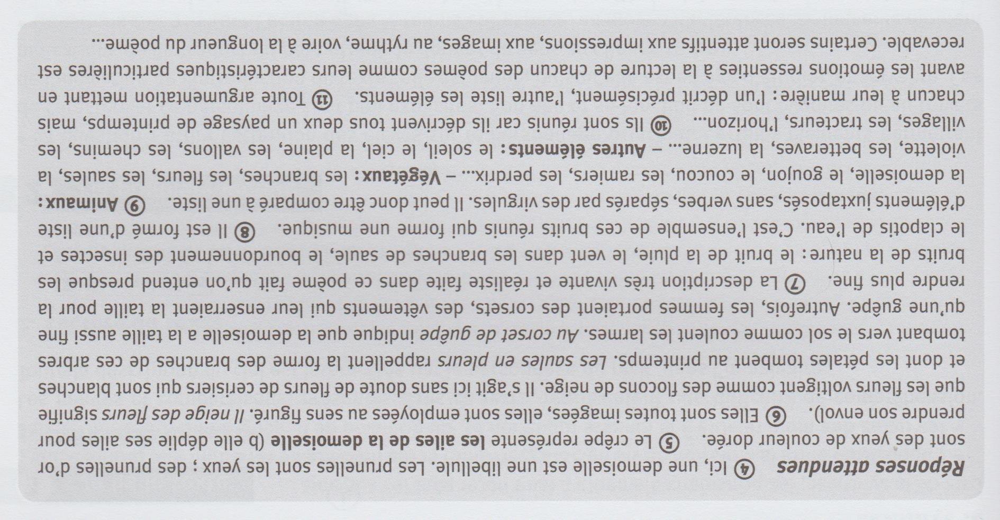 Réponses attendues ④ Ici, une demoiselle est une libellule. Les prunelles sont les yeux ; des prunelles d'or
sont des yeux de couleur dorée. ⑤ Le crêpe représente les ailes de la demoiselle (b elle déplie ses ailes pour
prendre son envol). ⑥ Elles sont toutes imagées, elles sont employées au sens figuré. Il neige des fleurs signifie
que les fleurs voltigent comme des flocons de neige. Il s'agit ici sans doute de fleurs de cerisiers qui sont blanches
et dont les pétales tombent au printemps. Les saules en pleurs rappellent la forme des branches de ces arbres
tombant vers le sol comme coulent les larmes. Au corset de guêpe indique que la demoiselle a la taille aussi fine
qu'une guêpe. Autrefois, les femmes portaient des corsets, des vêtements qui leur enserraient la taille pour la
rendre plus fine. ⑦ La description très vivante et réaliste faite dans ce poème fait qu'on entend presque les
bruits de la nature : le bruit de la pluie, le vent dans les branches de saule, le bourdonnement des insectes et
le clapotis de l'eau. C'est l'ensemble de ces bruits réunis qui forme une musique. ⑧ Il est formé d'une liste
d'éléments juxtaposés, sans verbes, séparés par des virgules. Il peut donc être comparé à une liste. ⑨ Animaux :
la demoiselle, le goujon, le coucou, les ramiers, les perdrix... – Végétaux : les branches, les fleurs, les saules, la
violette, les betteraves, la luzerne... – Autres éléments : le soleil, le ciel, la plaine, les vallons, les chemins, les
villages, les tracteurs, l'horizon... ⑩ Ils sont réunis car ils décrivent tous deux un paysage de printemps, mais
chacun à leur manière : l'un décrit précisément, l'autre liste les éléments. ⑪ Toute argumentation mettant en
avant les émotions ressenties à la lecture de chacun des poèmes comme leurs caractéristiques particulières est
recevable. Certains seront attentifs aux impressions, aux images, au rythme, voire à la longueur du poème...